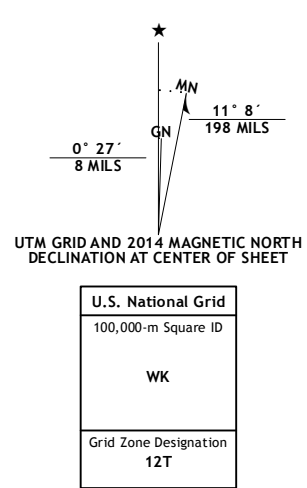 ★
MN
GN
11° 8´
198 MILS
0° 27´
8 MILS
UTM GRID AND 2014 MAGNETIC NORTH
DECLINATION AT CENTER OF SHEET
U.S. National Grid
100,000-m Square ID
WK
Grid Zone Designation
12T